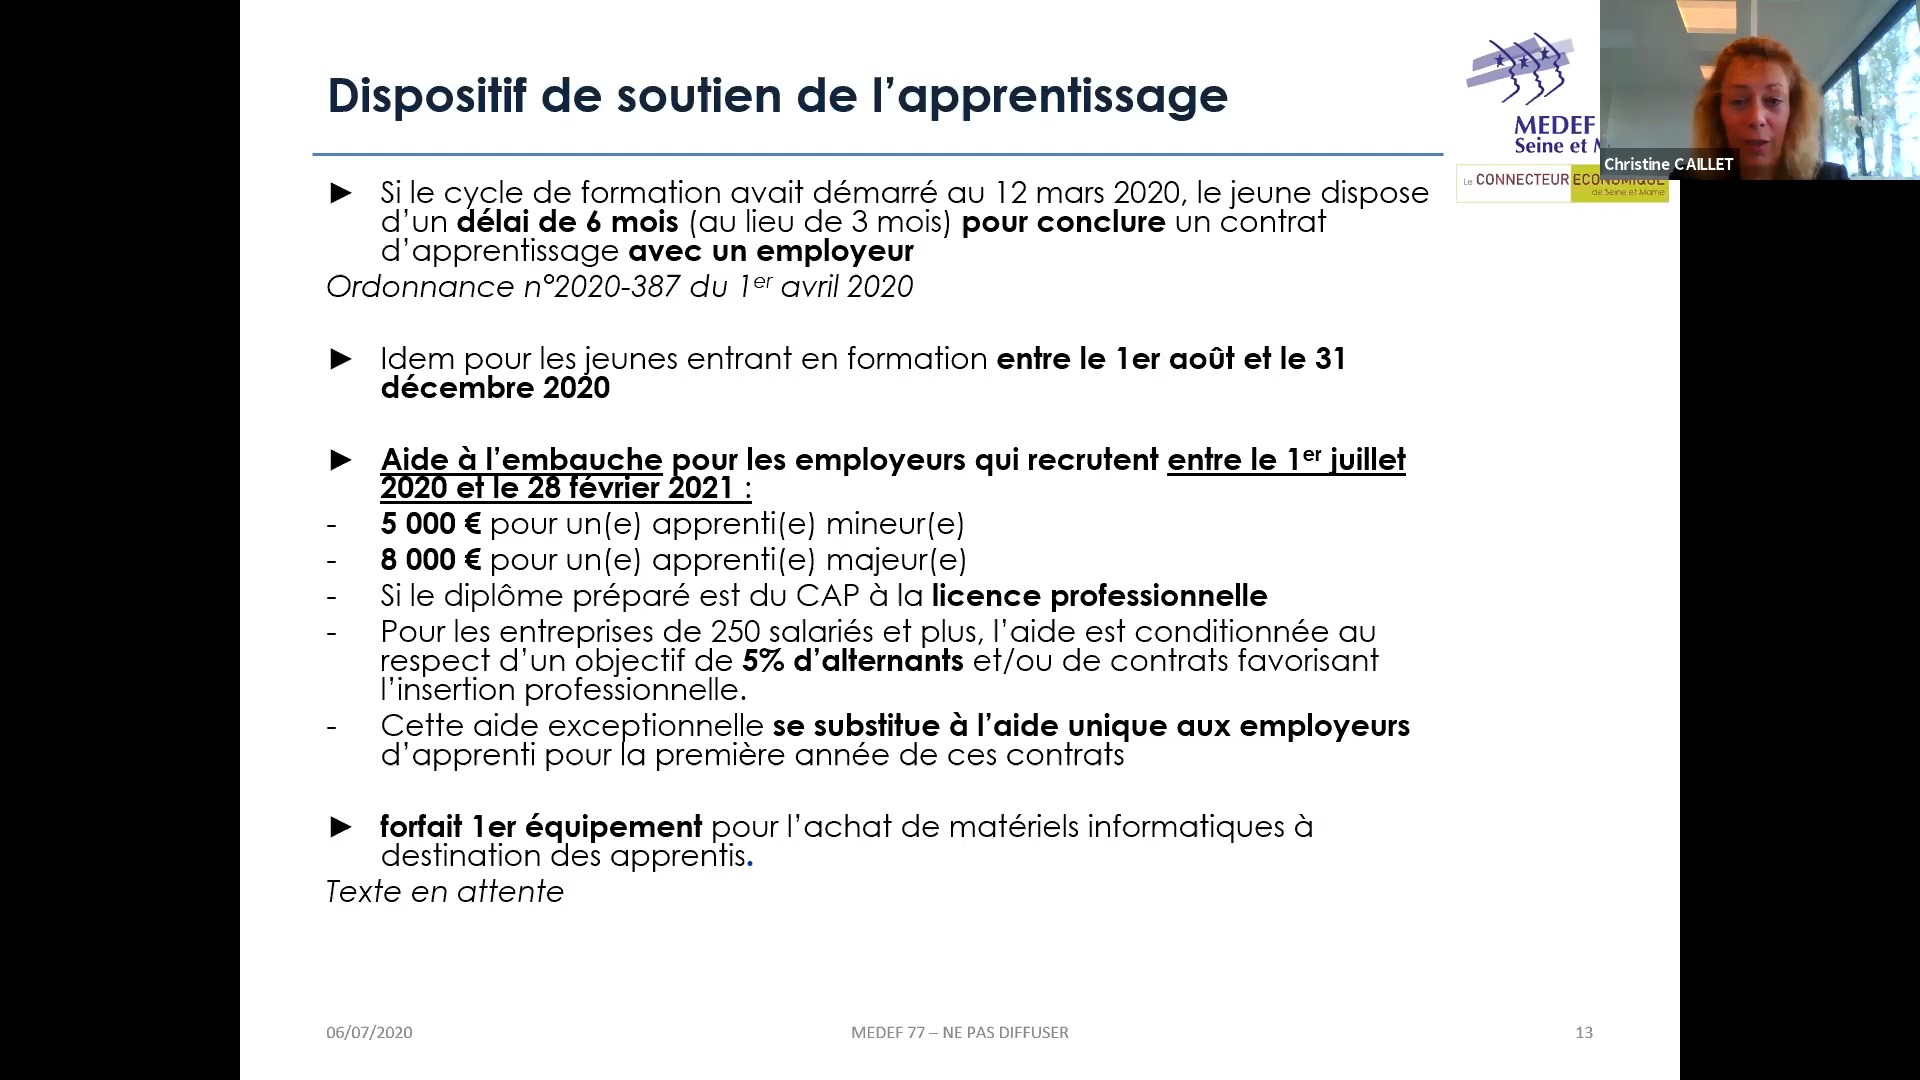 Dispositif de soutien de l’apprentissage
MEDEF
Seine et M
Christine CAILLET
Le CONNECTEUR ECONOMIQUE
de Seine et Marne
► Si le cycle de formation avait démarré au 12 mars 2020, le jeune dispose
d’un délai de 6 mois (au lieu de 3 mois) pour conclure un contrat
d’apprentissage avec un employeur
Ordonnance n°2020-387 du 1er avril 2020
► Idem pour les jeunes entrant en formation entre le 1er août et le 31
décembre 2020
► Aide à l’embauche pour les employeurs qui recrutent entre le 1er juillet
2020 et le 28 février 2021 :
- 5 000 € pour un(e) apprenti(e) mineur(e)
- 8 000 € pour un(e) apprenti(e) majeur(e)
- Si le diplôme préparé est du CAP à la licence professionnelle
- Pour les entreprises de 250 salariés et plus, l’aide est conditionnée au
respect d’un objectif de 5% d’alternants et/ou de contrats favorisant
l’insertion professionnelle.
- Cette aide exceptionnelle se substitue à l’aide unique aux employeurs
d’apprenti pour la première année de ces contrats
► forfait 1er équipement pour l’achat de matériels informatiques à
destination des apprentis.
Texte en attente
06/07/2020
MEDEF 77 – NE PAS DIFFUSER
13